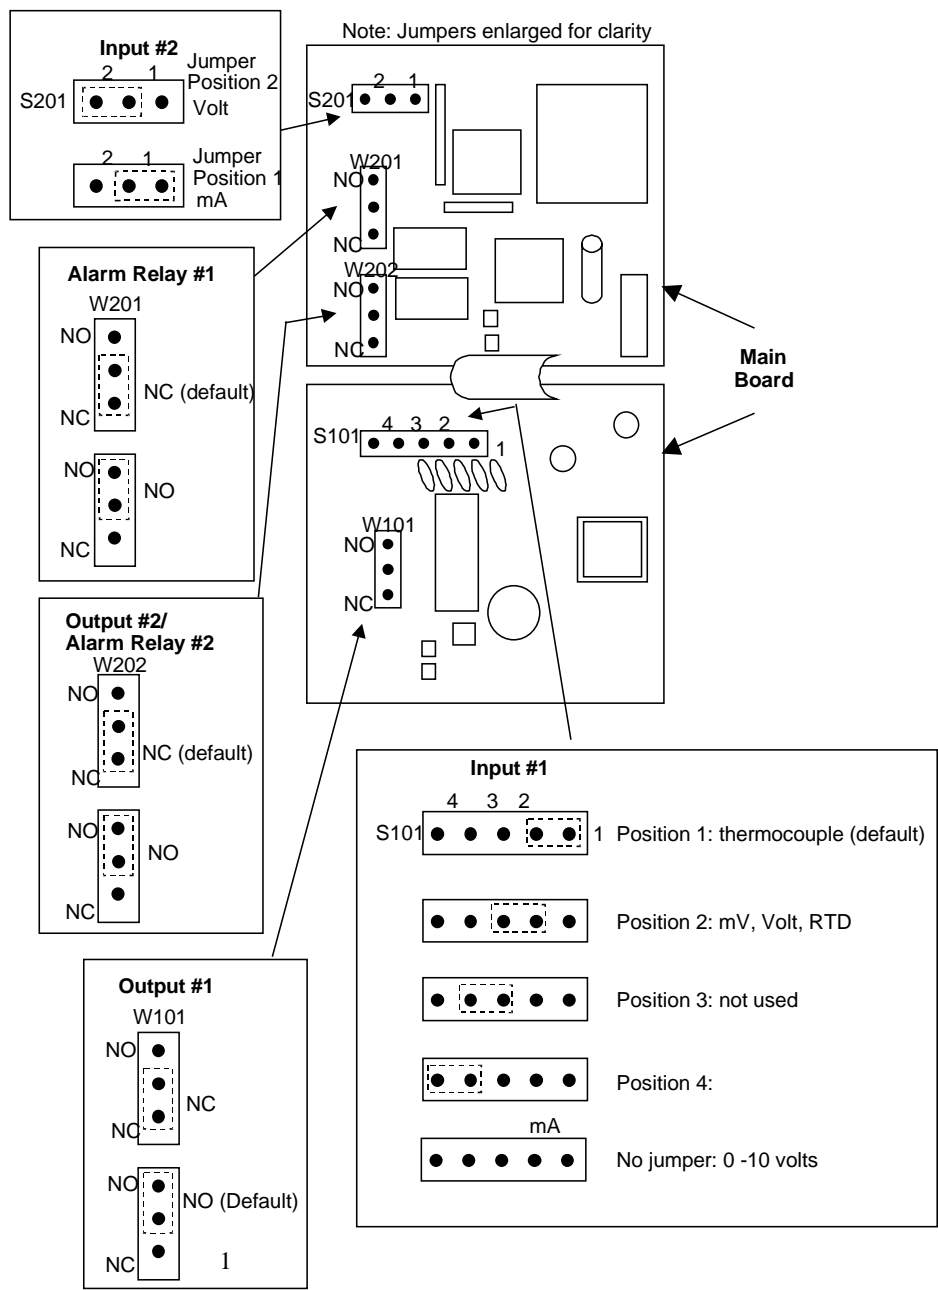 Note: Jumpers enlarged for clarity
Input #2
2 1
Jumper
Position 2
S201
Volt
2 1
Jumper
Position 1
mA
2 1
S201
W201
NO
NC
W202
NO
NC
Alarm Relay #1
W201
NO
NC (default)
NC
NO
NO
NC
Main
Board
4 3 2
S101
1
W101
NO
NC
Output #2/
Alarm Relay #2
W202
NO
NC (default)
NC
NO
NO
NC
Input #1
4 3 2
S101
1
Position 1: thermocouple (default)
Position 2: mV, Volt, RTD
Position 3: not used
Position 4:
mA
No jumper: 0 -10 volts
Output #1
W101
NO
NC
NC
NO
NO (Default)
NC
1